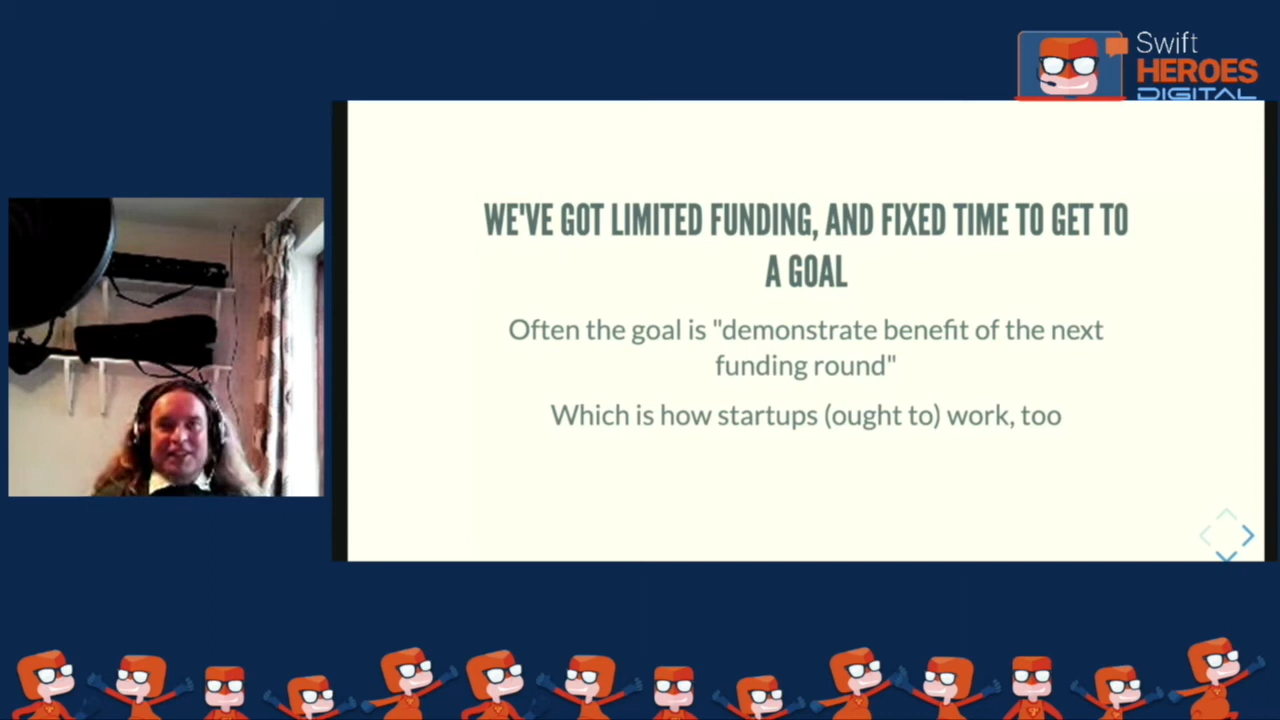 Swift
HEROES
DIGITAL
WE'VE GOT LIMITED FUNDING, AND FIXED TIME TO GET TO
A GOAL
Often the goal is "demonstrate benefit of the next
funding round"
Which is how startups (ought to) work, too